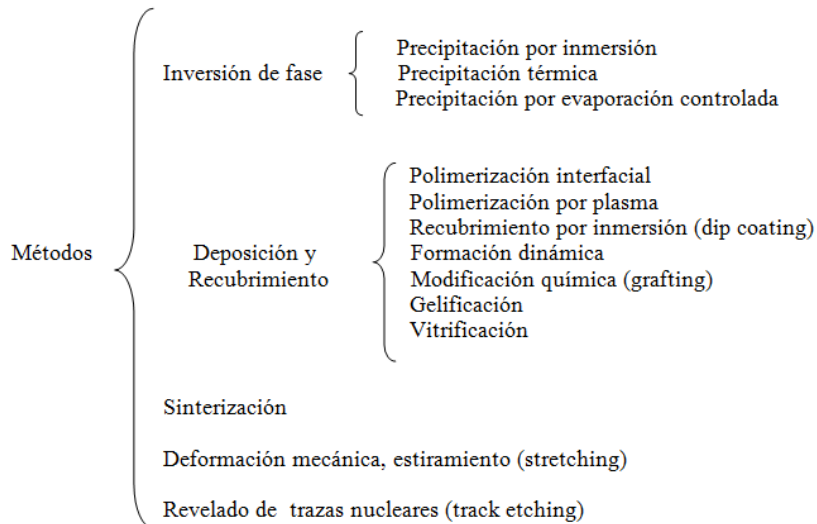 Métodos
Inversión de fase
Precipitación por inmersión
Precipitación térmica
Precipitación por evaporación controlada
Deposición y
Recubrimiento
Polimerización interfacial
Polimerización por plasma
Recubrimiento por inmersión (dip coating)
Formación dinámica
Modificación química (grafting)
Gelificación
Vitrificación
Sinterización
Deformación mecánica, estiramiento (stretching)
Revelado de trazas nucleares (track etching)